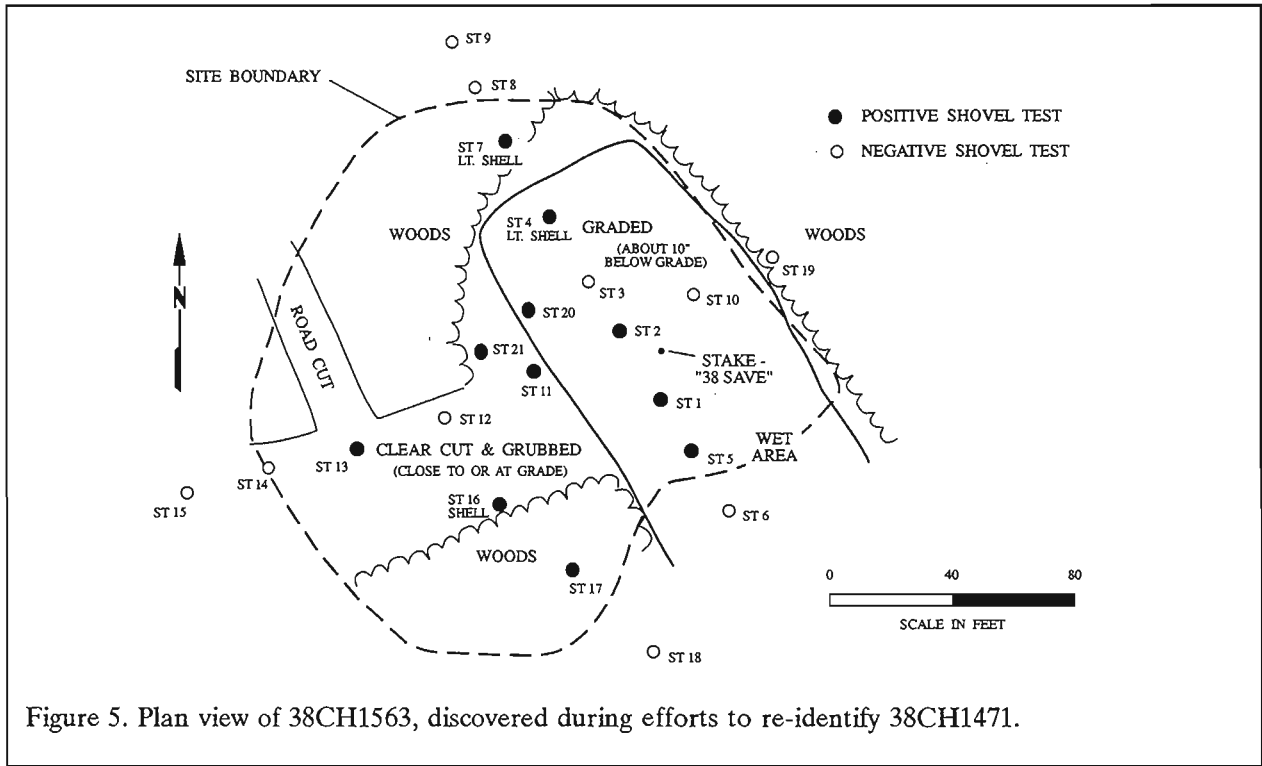 ST 9
SITE BOUNDARY
ST 8
POSITIVE SHOVEL TEST
ST 7
LT. SHELL
NEGATIVE SHOVEL TEST
WOODS
ST 4
LT. SHELL
GRADED
(ABOUT 10"
BELOW GRADE)
WOODS
ST 19
N
ST 3
ST 10
ROAD CUT
ST 20
ST 2
ST 21
STAKE -
"38 SAVE"
ST 11
ST 1
ST 12
CLEAR CUT & GRUBBED
(CLOSE TO OR AT GRADE)
WET
AREA
ST 13
ST 5
ST 14
ST 15
ST 16
SHELL
ST 6
WOODS
ST 17
0 40 80
SCALE IN FEET
ST 18
Figure 5. Plan view of 38CH1563, discovered during efforts to re-identify 38CH1471.